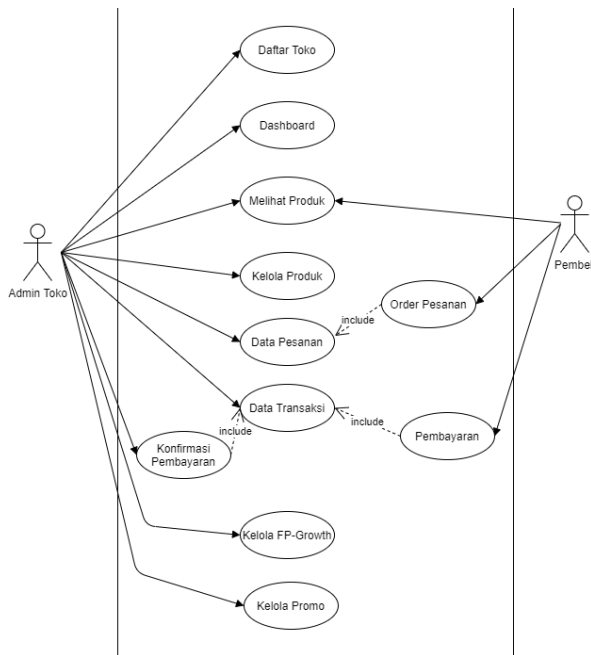 Daftar Toko
Dashboard
Melihat Produk
Admin Toko
Pembel
Kelola Produk
Order Pesanan
include
Data Pesanan
Data Transaksi
include
include
Konfirmasi
Pembayaran
Pembayaran
Kelola FP-Growth
Kelola Promo